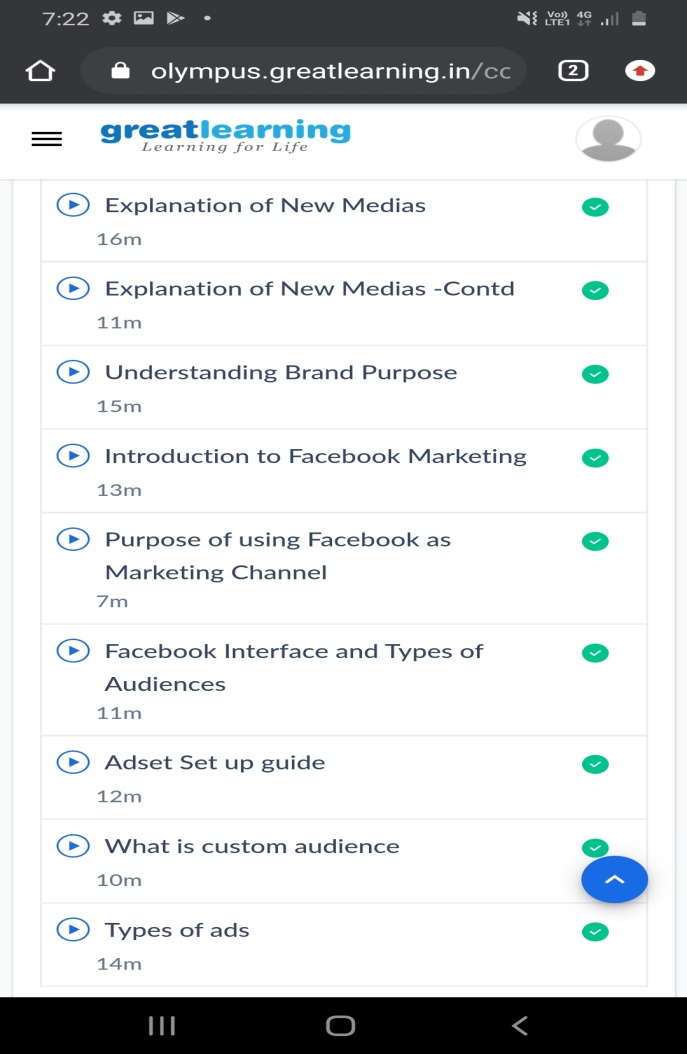 7:22
Vo)) 4G
LTE1
olympus.greatlearning.in/cc
2
greatlearning
Learning for Life
Explanation of New Medias
16m
Explanation of New Medias -Contd
11m
Understanding Brand Purpose
15m
Introduction to Facebook Marketing
13m
Purpose of using Facebook as
Marketing Channel
7m
Facebook Interface and Types of
Audiences
11m
Adset Set up guide
12m
What is custom audience
10m
Types of ads
14m